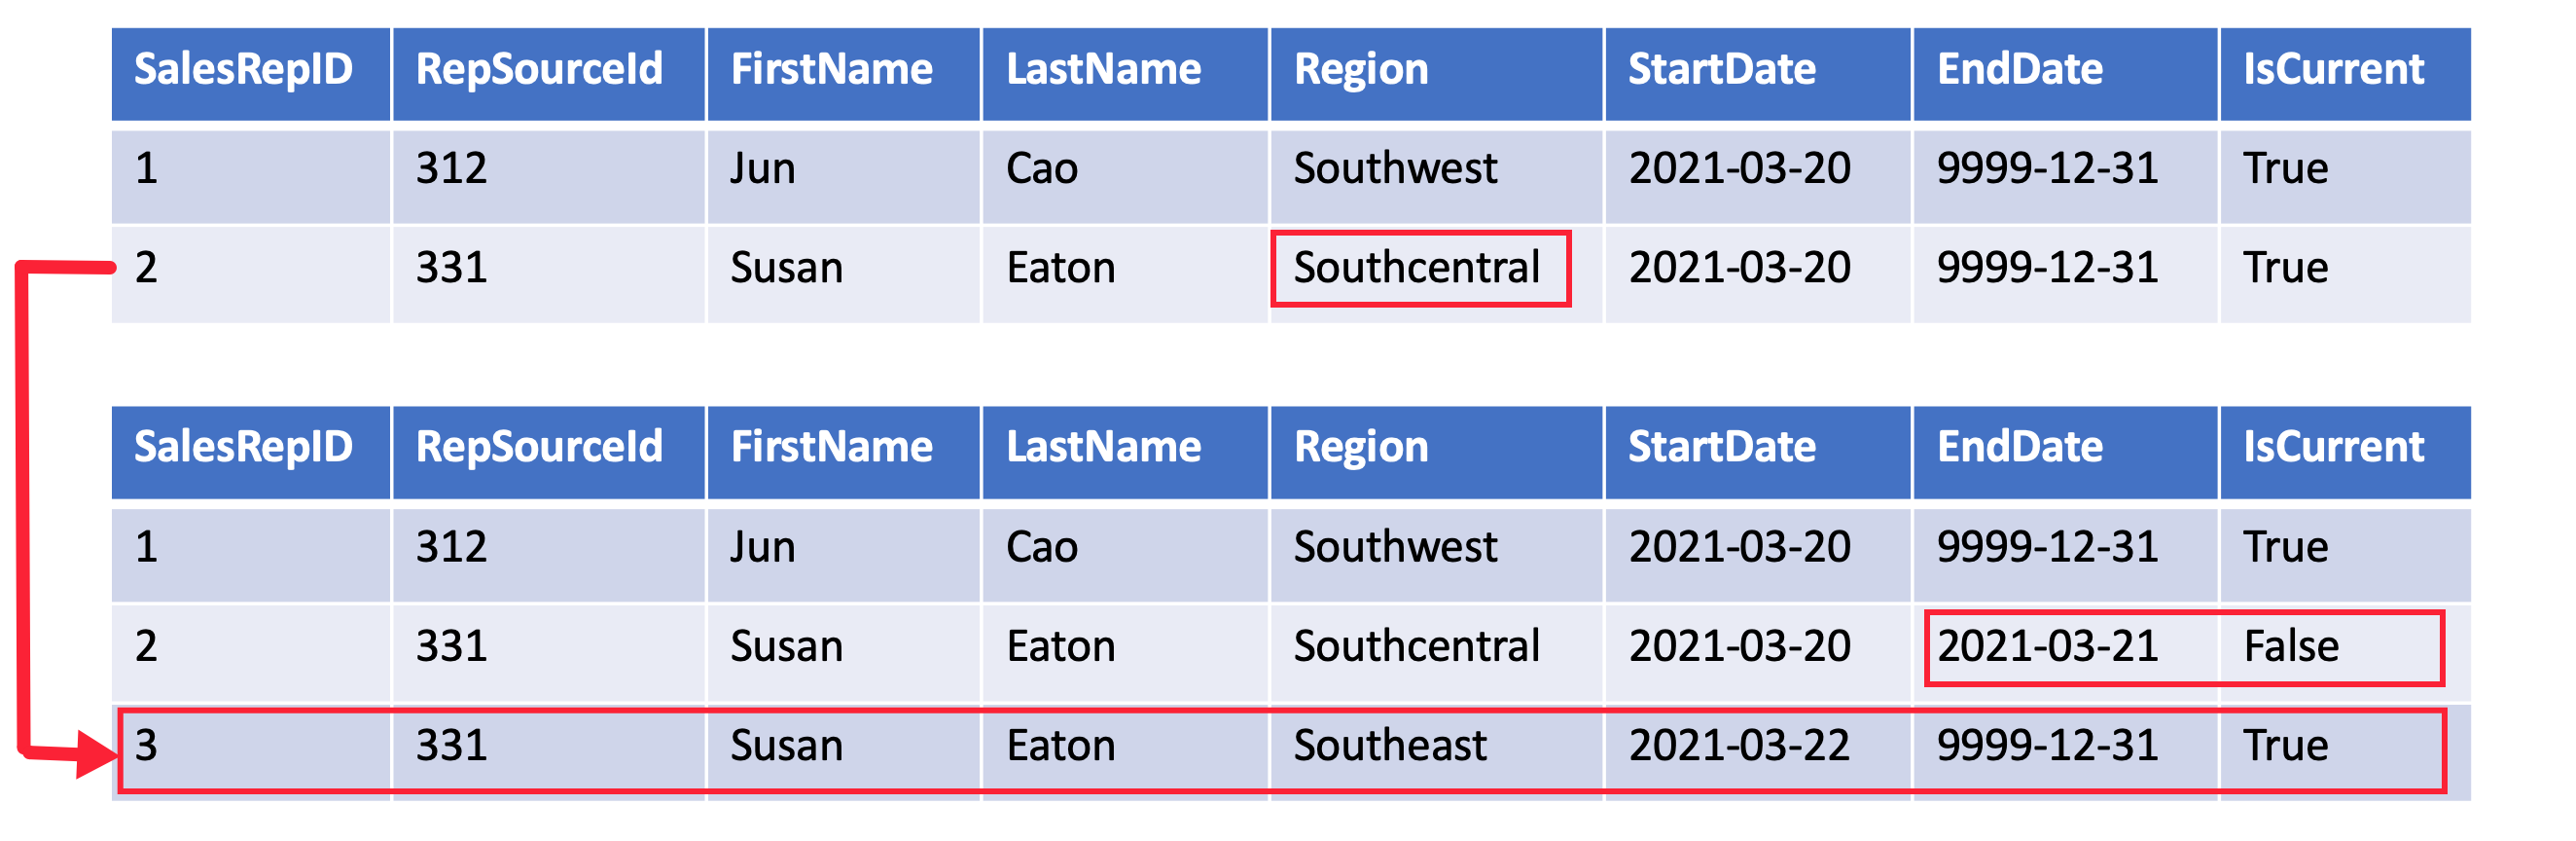 SalesRepID RepSourceId FirstName LastName Region StartDate EndDate IsCurrent
1 312 Jun Cao Southwest 2021-03-20 9999-12-31 True
2 331 Susan Eaton Southcentral 2021-03-20 9999-12-31 True
SalesRepID RepSourceId FirstName LastName Region StartDate EndDate IsCurrent
1 312 Jun Cao Southwest 2021-03-20 9999-12-31 True
2 331 Susan Eaton Southcentral 2021-03-20 2021-03-21 False
3 331 Susan Eaton Southeast 2021-03-22 9999-12-31 True